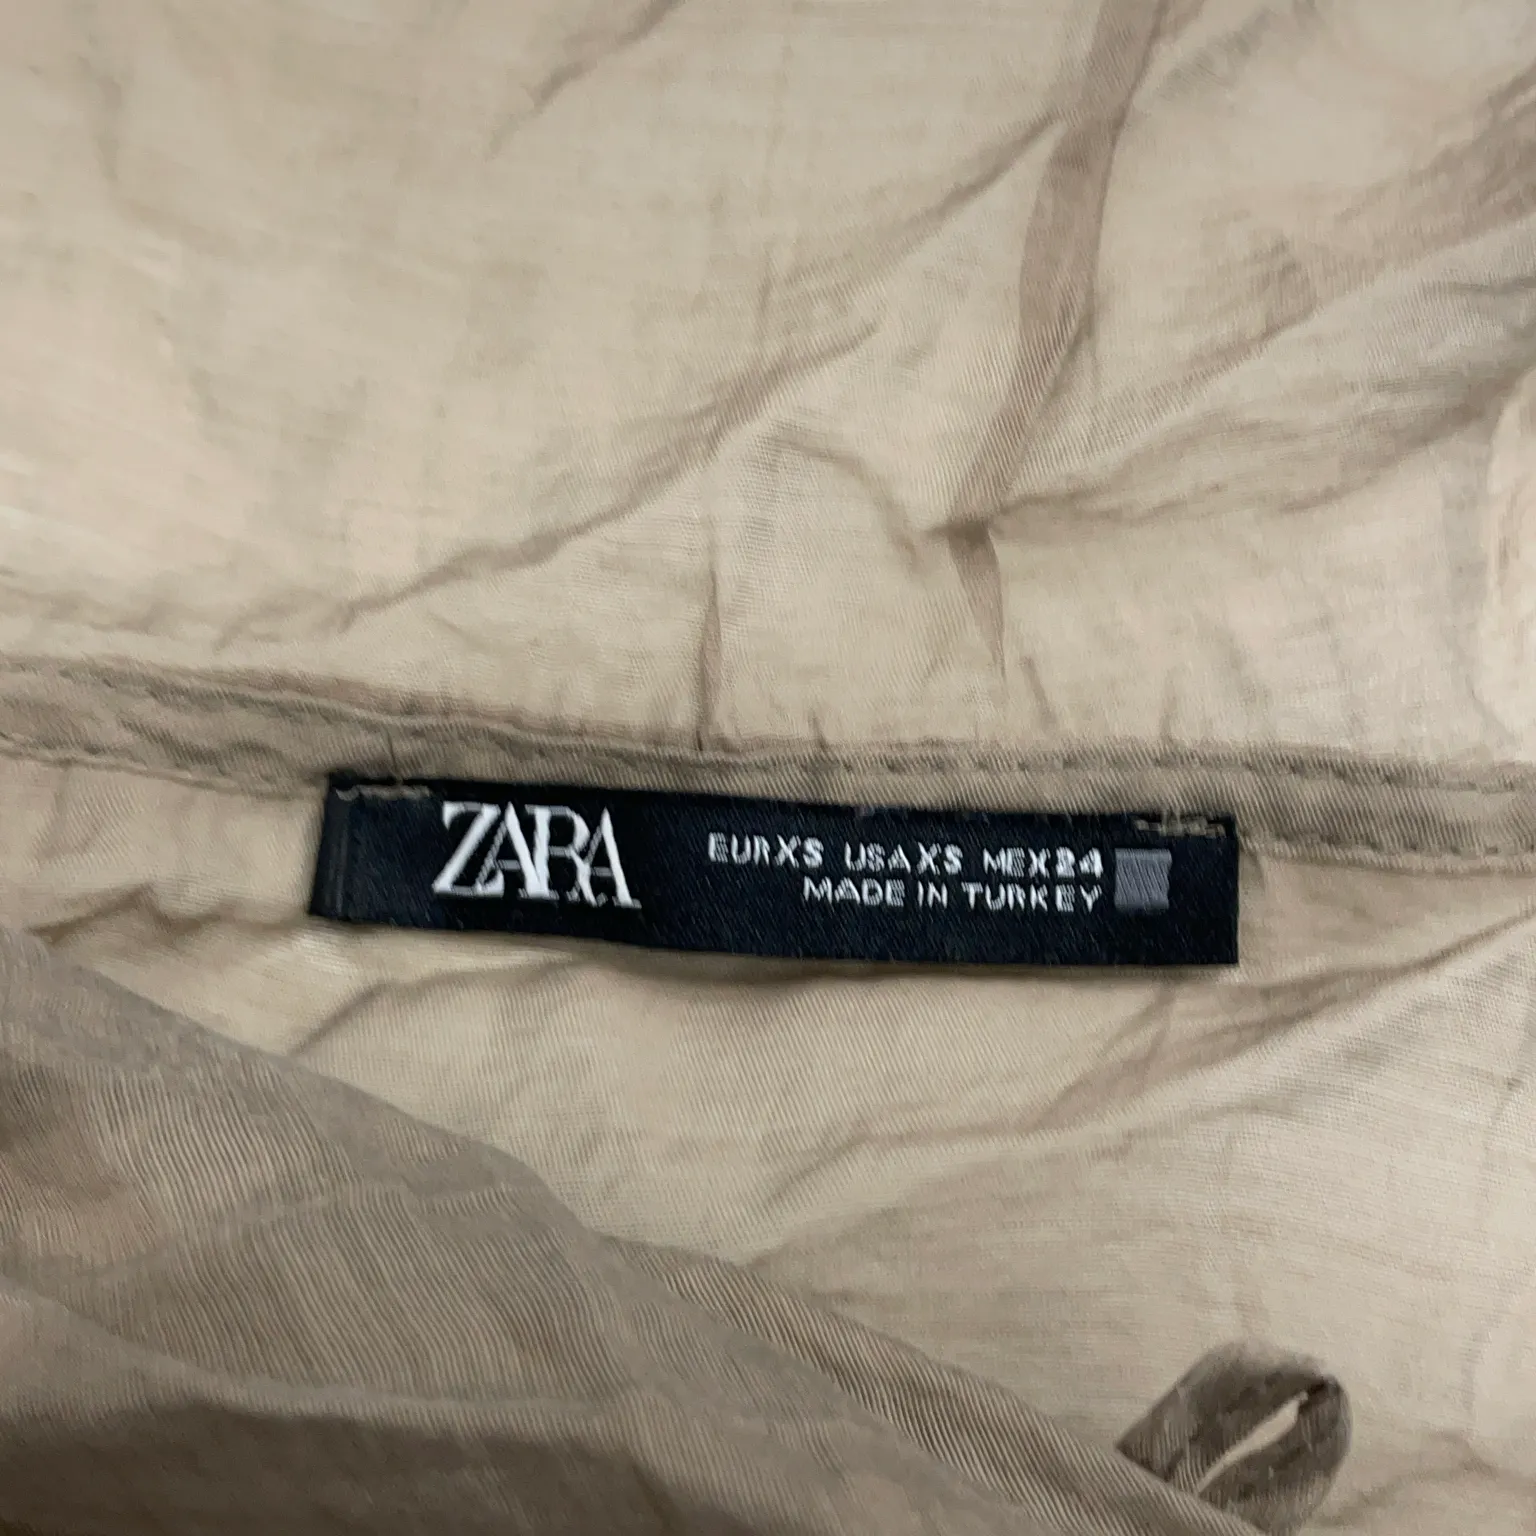 ZARA
EUR XS USA XS MEX 24
MADE IN TURKEY